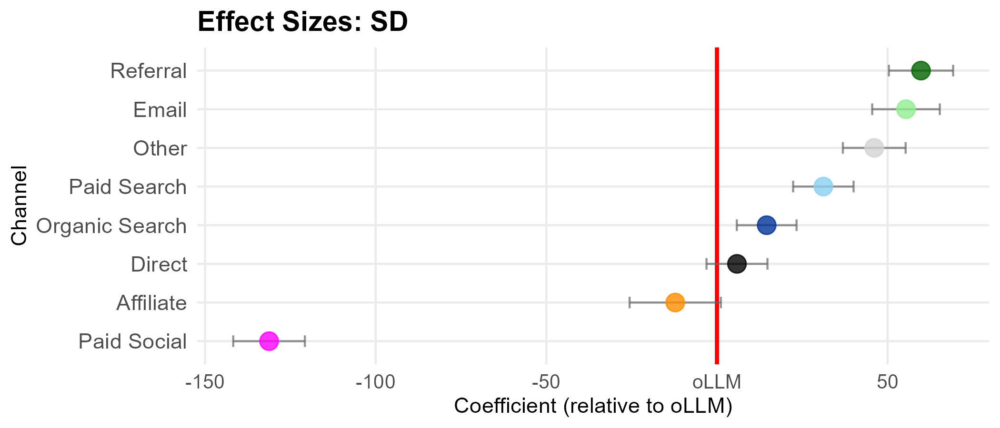 Effect Sizes: SD
Channel
Referral
Email
Other
Paid Search
Organic Search
Direct
Affiliate
Paid Social
-150 -100 -50 oLLM 50
Coefficient (relative to oLLM)